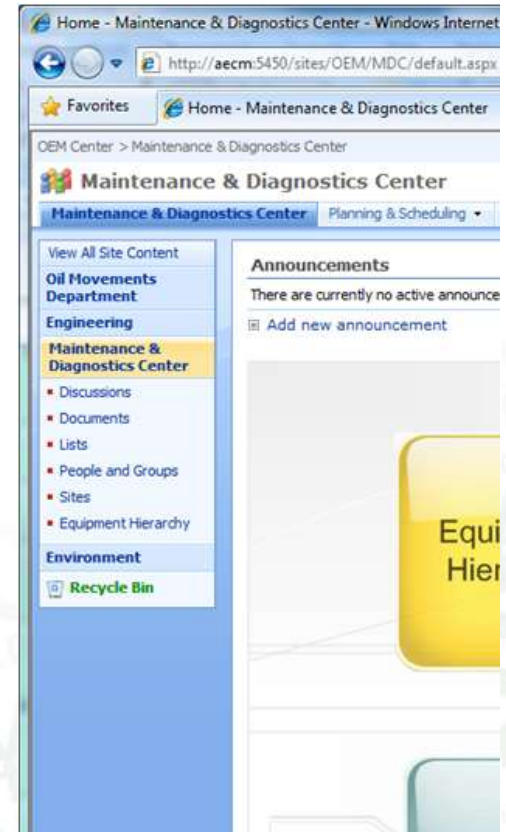 Home - Maintenance & Diagnostics Center - Windows Internet
http://aecm:5450/sites/OEM/MDC/default.aspx
Favorites Home - Maintenance & Diagnostics Center
OEM Center > Maintenance & Diagnostics Center
Maintenance & Diagnostics Center
Maintenance & Diagnostics Center Planning & Scheduling
View All Site Content
Oil Movements
Department
Engineering
Maintenance &
Diagnostics Center
Discussions
Documents
Lists
People and Groups
Sites
Equipment Hierarchy
Environment
Recycle Bin
Announcements
There are currently no active announce
Add new announcement
Equi
Hier